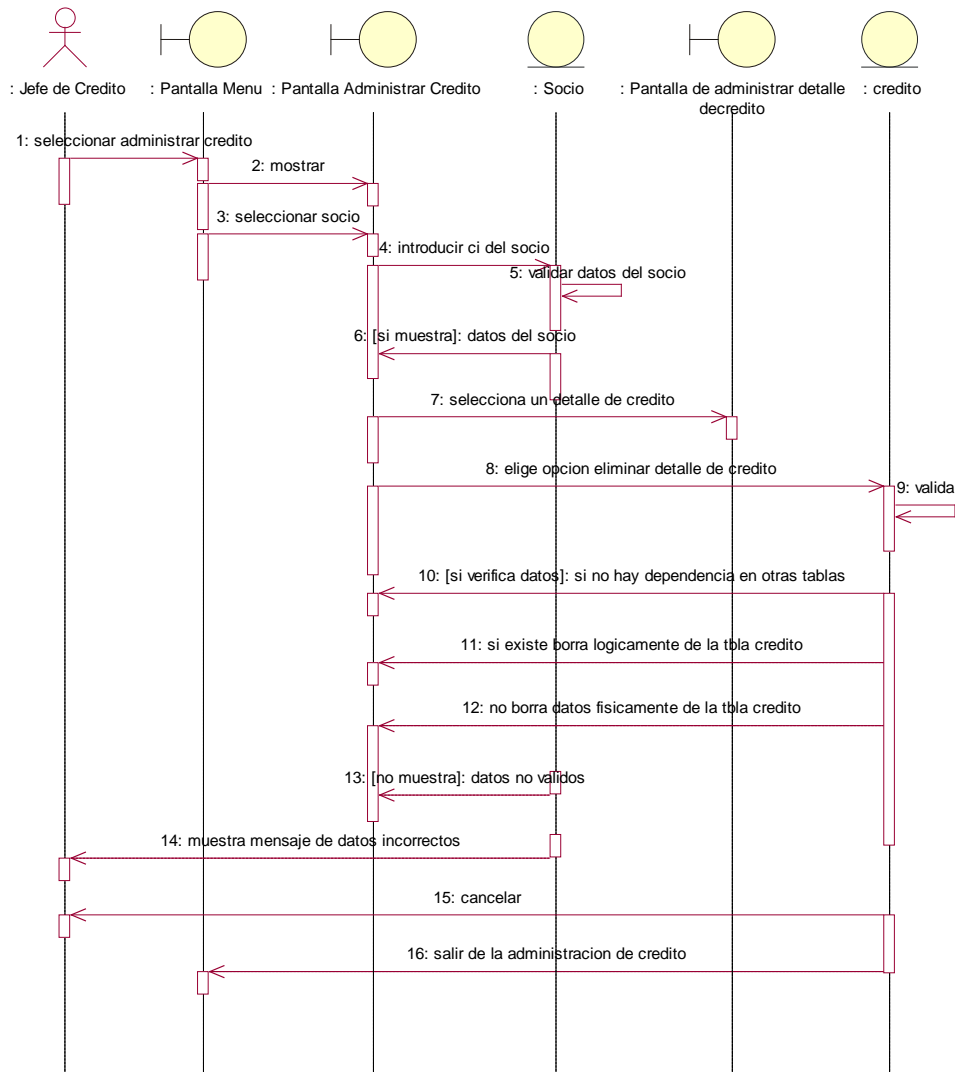 : Jefe de Credito
: Pantalla Menu
: Pantalla Administrar Credito
: Socio
: Pantalla de administrar detalle
decredito
: credito
1: seleccionar administrar credito
2: mostrar
3: seleccionar socio
4: introducir ci del socio
5: validar datos del socio
6: [si muestra]: datos del socio
7: selecciona un detalle de credito
8: elige opcion eliminar detalle de credito
9: valida
10: [si verifica datos]: si no hay dependencia en otras tablas
11: si existe borra logicamente de la tbla credito
12: no borra datos fisicamente de la tbla credito
13: [no muestra]: datos no validos
14: muestra mensaje de datos incorrectos
15: cancelar
16: salir de la administracion de credito